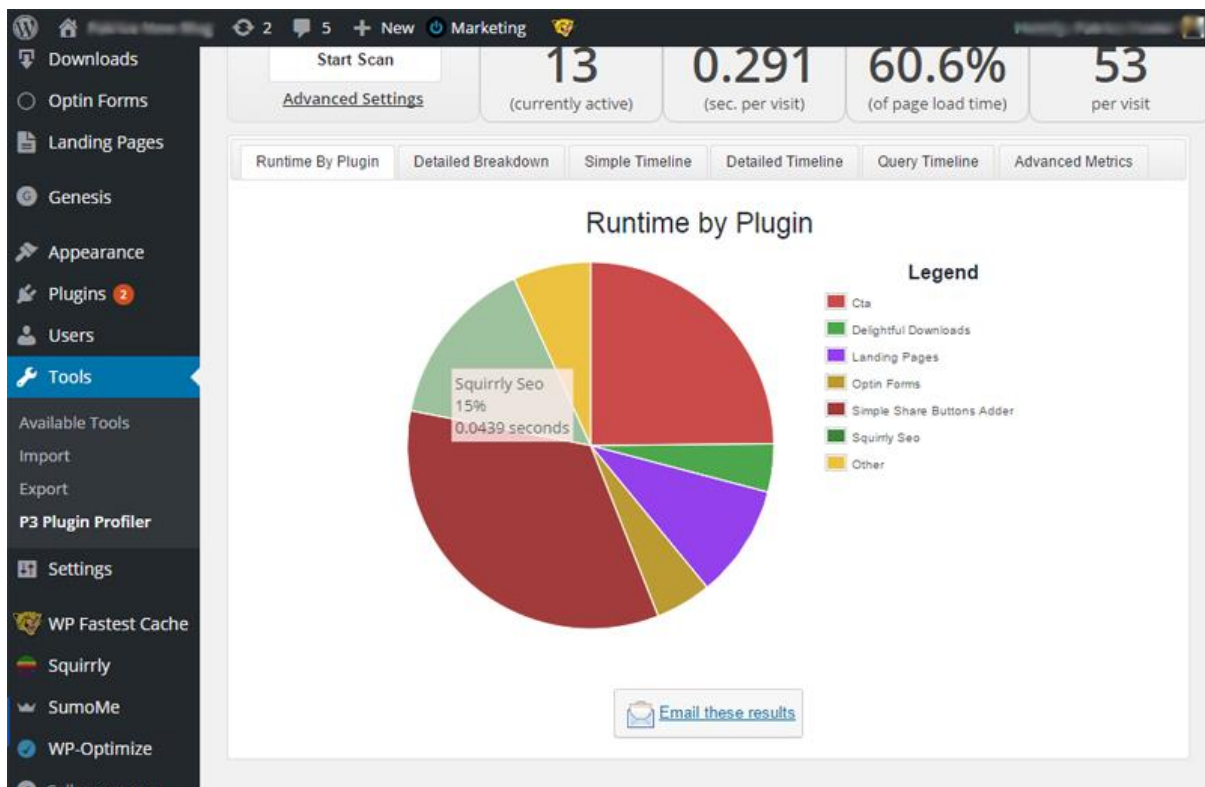 2
5
New
Marketing
Downloads
Optin Forms
Landing Pages
Genesis
Appearance
Plugins 2
Users
Tools
Available Tools
Import
Export
P3 Plugin Profiler
Settings
WP Fastest Cache
Squirrly
SumoMe
WP-Optimize
Start Scan
Advanced Settings
13
(currently active)
0.291
(sec. per visit)
60.6%
(of page load time)
53
per visit
Runtime By Plugin
Detailed Breakdown
Simple Timeline
Detailed Timeline
Query Timeline
Advanced Metrics
Runtime by Plugin
Squirrly Seo
15%
0.0439 seconds
Legend
Cta
Delightful Downloads
Landing Pages
Optin Forms
Simple Share Buttons Adder
Squirrly Seo
Other
Email these results